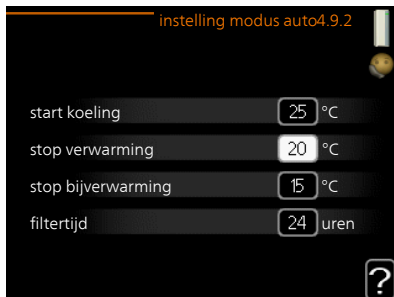 instelling modus auto4.9.2
start koeling 25 °C
stop verwarming 20 °C
stop bijverwarming 15 °C
filtertijd 24 uren
?